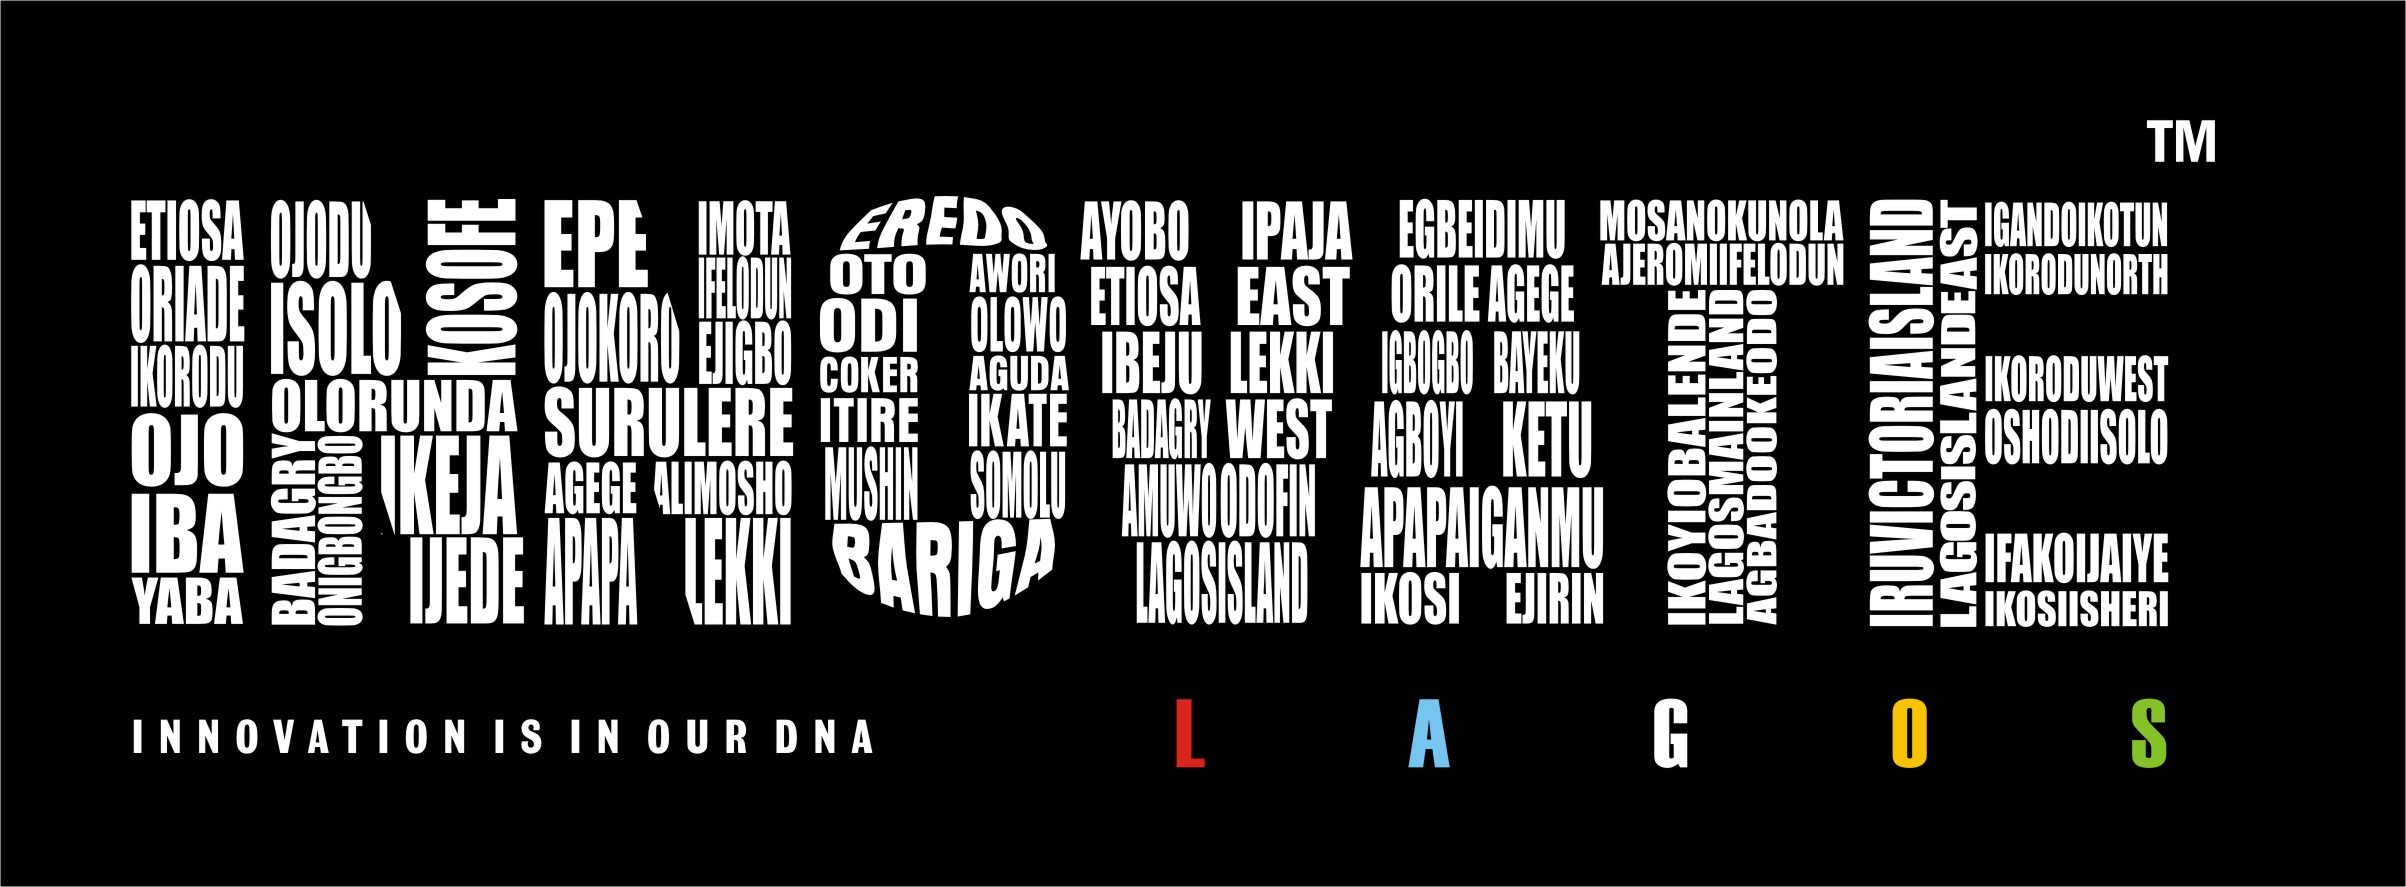 TM
ETIOSA
ORIADE
IKORODU
OJO
IBA
YABA
OJODU
ISOLO
KOSOFE
OLORUNDA
BADAGRY
ONIGBONGBO
IKEJA
IJEDE
EPE
OJOKORO
IMOTA
IFELODUN
EJIGBO
SURULERE
AGEGE ALIMOSHO
APAPA LEKKI
EREDO
OTO AWORI
ODI OLOWO
COKER AGUDA
ITIRE IKATE
MUSHIN SOMOLU
BARIGA
AYOBO IPAJA
ETIOSA EAST
IBEJU LEKKI
BADAGRY WEST
AMUWOODOFIN
LAGOSISLAND
EGBEIDIMU
ORILE AGEGE
IGBOGBO BAYEKU
AGBOYI KETU
APAPAIGANMU
IKOSI EJIRIN
MOSANOKUNOLA
AJEROMIIFELODUN
IKOYIOBALENDE
LAGOSMAINLAND
AGBADOOKEODO
IRUVICTORIAISLAND
LAGOSISLANDEAST
IGANDOIKOTUN
IKORODUNORTH
IKORODUWEST
OSHODIISOLO
IFAKOIJAIYE
IKOSIISHERI
INNOVATION IS IN OUR DNA
LAGOS